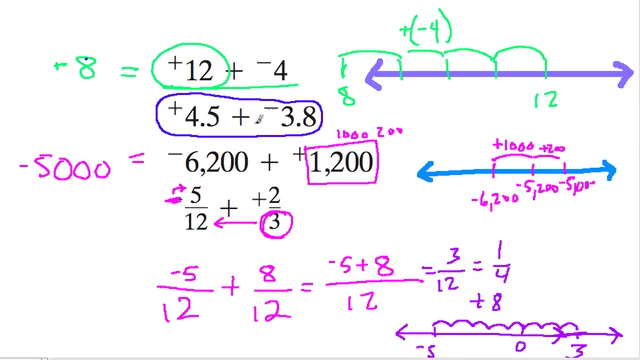 +(-4)
+8 = +12 + -4
8 12
+4.5 + -3.8
1000 200
-5000 = -6,200 + +1,200
+1000 +200
-6,200 -5,200 -5,000
-5/12 + +2/3
-5/12 + 8/12 = -5+8/12 = 3/12 = 1/4
+8
-5 0 3